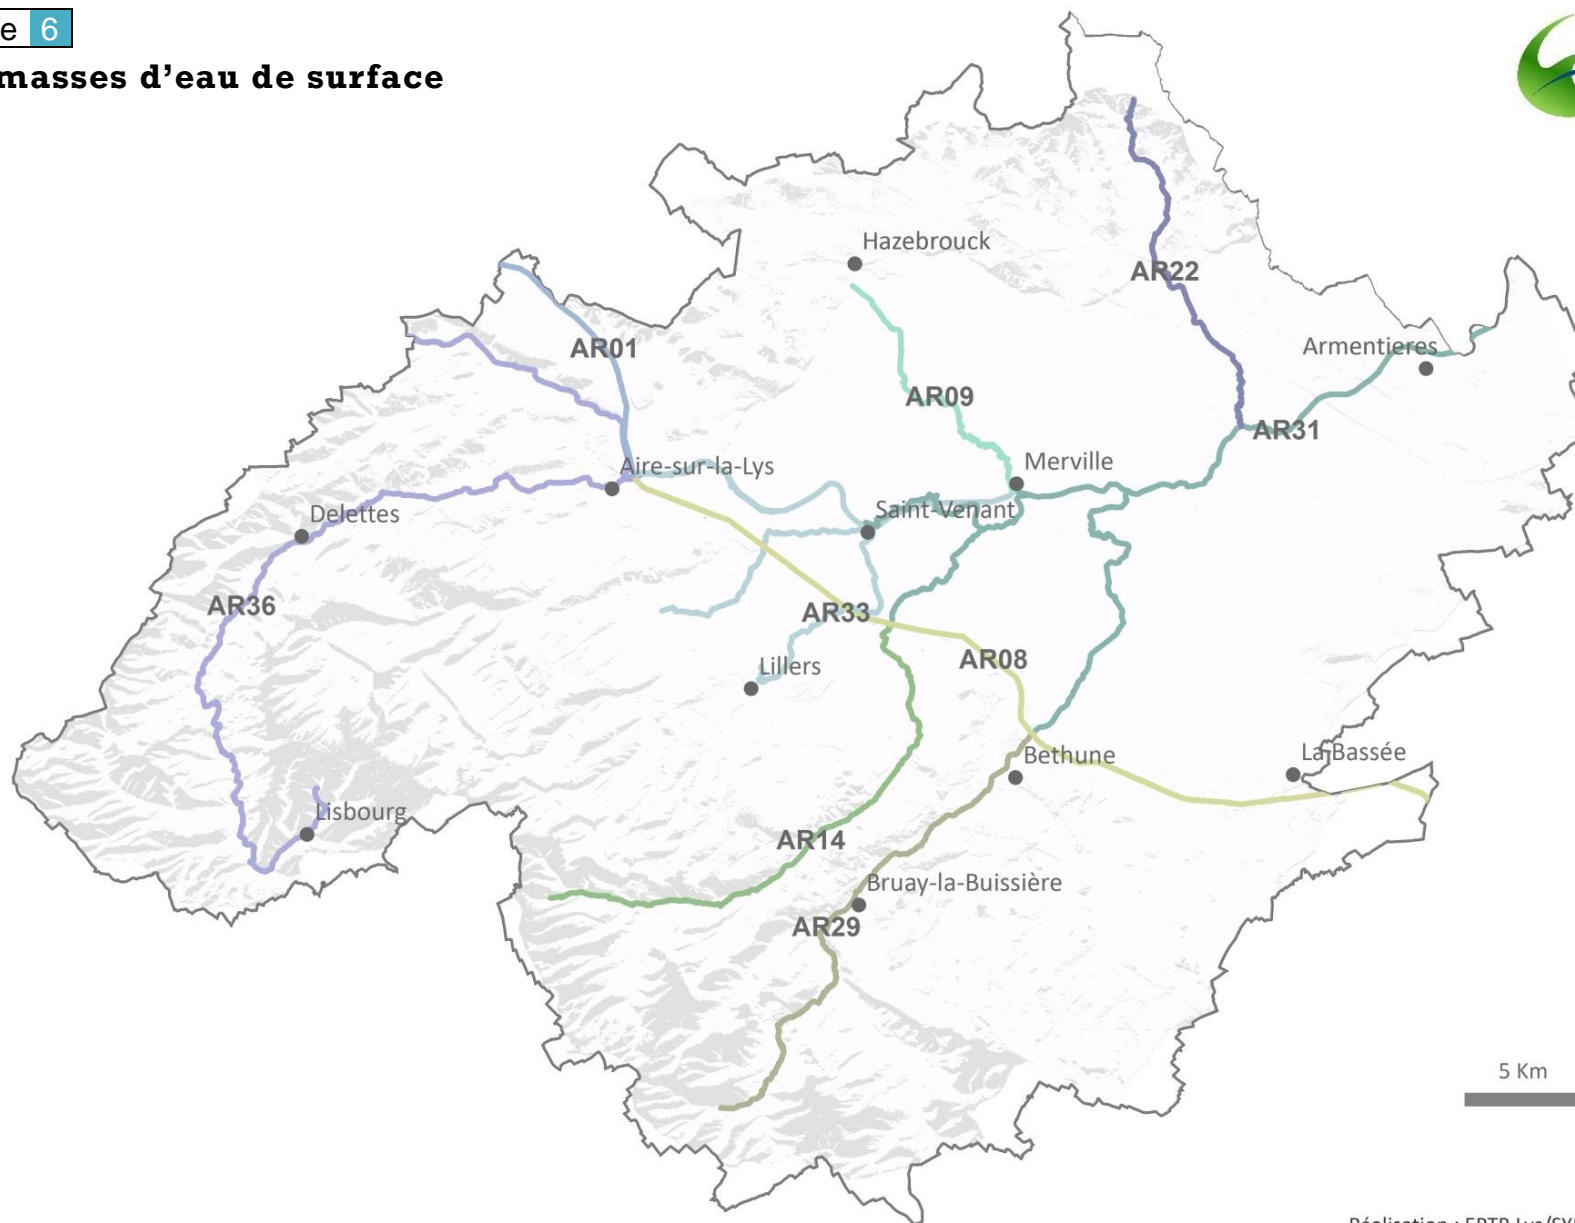 e 6
masses d'eau de surface
Hazebrouck
AR22
AR01
Armentieres
AR09
AR31
Aire-sur-la-Lys
Merville
Delettes
Saint-Venant
AR36
AR33
AR08
Lillers
Bethune
La Bassée
Lisbourg
AR14
Bruay-la-Buissière
AR29
5 Km